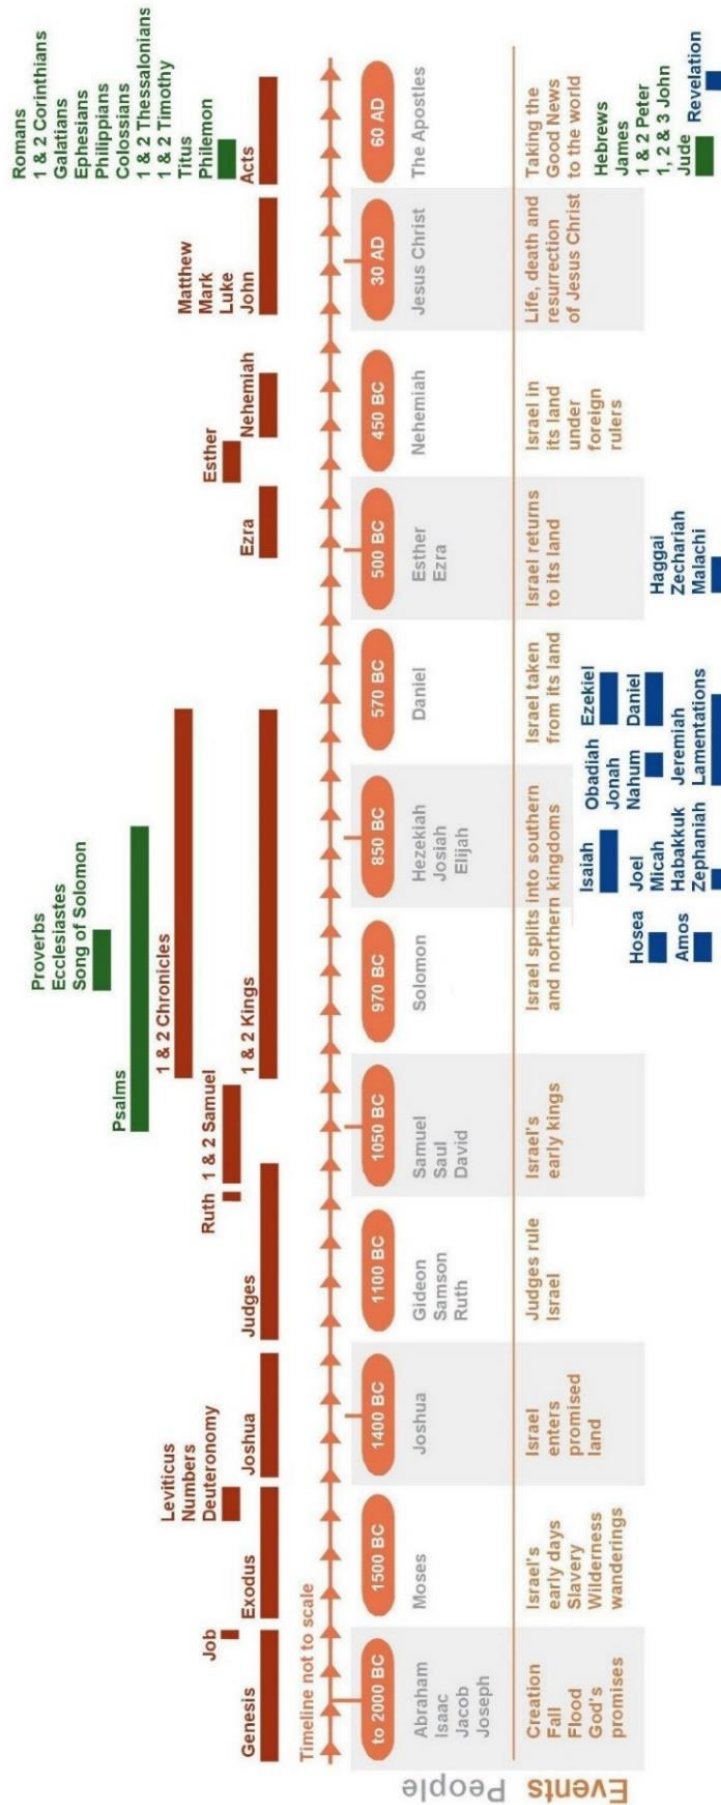 Proverbs
Ecclesiastes
Song of Solomon
Psalms
1 & 2 Chronicles
Romans
1 & 2 Corinthians
Galatians
Ephesians
Philippians
Colossians
1 & 2 Thessalonians
1 & 2 Timothy
Titus
Philemon
Job
Leviticus
Numbers
Deuteronomy
Ruth
1 & 2 Samuel
Esther
Matthew
Mark
Luke
John
Genesis
Exodus
Joshua
Judges
1 & 2 Kings
Ezra
Nehemiah
Acts
Timeline not to scale
to 2000 BC
1500 BC
1400 BC
1100 BC
1050 BC
970 BC
850 BC
570 BC
500 BC
450 BC
30 AD
60 AD
People
Abraham
Isaac
Jacob
Joseph
Moses
Joshua
Gideon
Samson
Ruth
Samuel
Saul
David
Solomon
Hezekiah
Josiah
Elijah
Daniel
Esther
Ezra
Nehemiah
Jesus Christ
The Apostles
Events
Creation
Fall
Flood
God's
promises
Israel's
early days
Slavery
Wilderness
wanderings
Israel
enters
promised
land
Judges rule
Israel
Israel's
early kings
Israel splits into southern
and northern kingdoms
Israel taken
from its land
Israel returns
to its land
Israel in
its land
under
foreign
rulers
Life, death and
resurrection
of Jesus Christ
Taking the
Good News
to the world
Hosea
Amos
Isaiah
Joel
Micah
Habakkuk
Zephaniah
Obadiah
Jonah
Nahum
Ezekiel
Daniel
Jeremiah
Lamentations
Haggai
Zechariah
Malachi
Hebrews
James
1 & 2 Peter
1, 2 & 3 John
Jude
Revelation